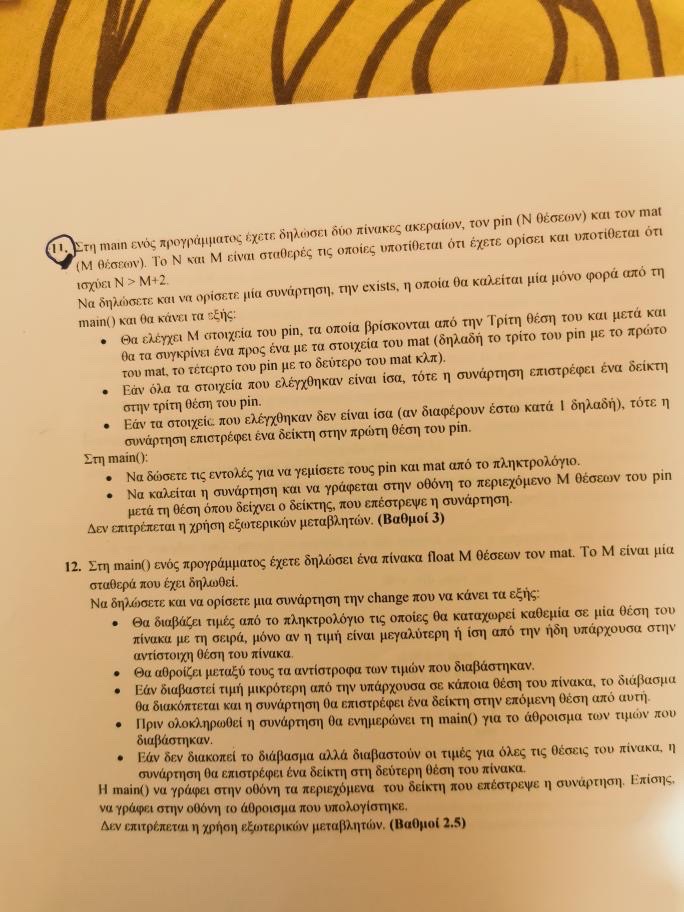 11. Στη main ενός προγράμματος έχετε δηλώσει δύο πίνακες ακεραίων, τον pin (N θέσεων) και τον mat
(M θέσεων). Το N και M είναι σταθερές τις οποίες υποτίθεται ότι έχετε ορίσει και υποτίθεται ότι
ισχύει N > M+2.
Να δηλώσετε και να ορίσετε μία συνάρτηση, την exists, η οποία θα καλείται μία μόνο φορά από τη
main() και θα κάνει τα εξής:
• Θα ελέγχει M στοιχεία του pin, τα οποία βρίσκονται από την Τρίτη θέση του και μετά και
θα τα συγκρίνει ένα προς ένα με τα στοιχεία του mat (δηλαδή το τρίτο του pin με το πρώτο
του mat, το τέταρτο του pin με το δεύτερο του mat κλπ).
• Εάν όλα τα στοιχεία που ελέγχθηκαν είναι ίσα, τότε η συνάρτηση επιστρέφει ένα δείκτη
στην τρίτη θέση του pin.
• Εάν τα στοιχεία που ελέγχθηκαν δεν είναι ίσα (αν διαφέρουν έστω κατά 1 δηλαδή), τότε η
συνάρτηση επιστρέφει ένα δείκτη στην πρώτη θέση του pin.
Στη main():
• Να δώσετε τις εντολές για να γεμίσετε τους pin και mat από το πληκτρολόγιο.
• Να καλείται η συνάρτηση και να γράφεται στην οθόνη το περιεχόμενο M θέσεων του pin
μετά τη θέση όπου δείχνει ο δείκτης, που επέστρεψε η συνάρτηση.
Δεν επιτρέπεται η χρήση εξωτερικών μεταβλητών. (Βαθμοί 3)
12. Στη main() ενός προγράμματος έχετε δηλώσει ένα πίνακα float M θέσεων τον mat. Το M είναι μία
σταθερά που έχει δηλωθεί.
Να δηλώσετε και να ορίσετε μια συνάρτηση την change που να κάνει τα εξής:
• Θα διαβάζει τιμές από το πληκτρολόγιο τις οποίες θα καταχωρεί καθεμία σε μία θέση του
πίνακα με τη σειρά, μόνο αν η τιμή είναι μεγαλύτερη ή ίση από την ήδη υπάρχουσα στην
αντίστοιχη θέση του πίνακα.
• Θα αθροίζει μεταξύ τους τα αντίστροφα των τιμών που διαβάστηκαν.
• Εάν διαβαστεί τιμή μικρότερη από την υπάρχουσα σε κάποια θέση του πίνακα, το διάβασμα
θα διακόπτεται και η συνάρτηση θα επιστρέφει ένα δείκτη στην επόμενη θέση από αυτή.
• Πριν ολοκληρωθεί η συνάρτηση θα ενημερώνει τη main() για το άθροισμα των τιμών που
διαβάστηκαν.
• Εάν δεν διακοπεί το διάβασμα αλλά διαβαστούν οι τιμές για όλες τις θέσεις του πίνακα, η
συνάρτηση θα επιστρέφει ένα δείκτη στη δεύτερη θέση του πίνακα.
Η main() να γράφει στην οθόνη τα περιεχόμενα του δείκτη που επέστρεψε η συνάρτηση. Επίσης,
να γράφει στην οθόνη το άθροισμα που υπολογίστηκε.
Δεν επιτρέπεται η χρήση εξωτερικών μεταβλητών. (Βαθμοί 2.5)